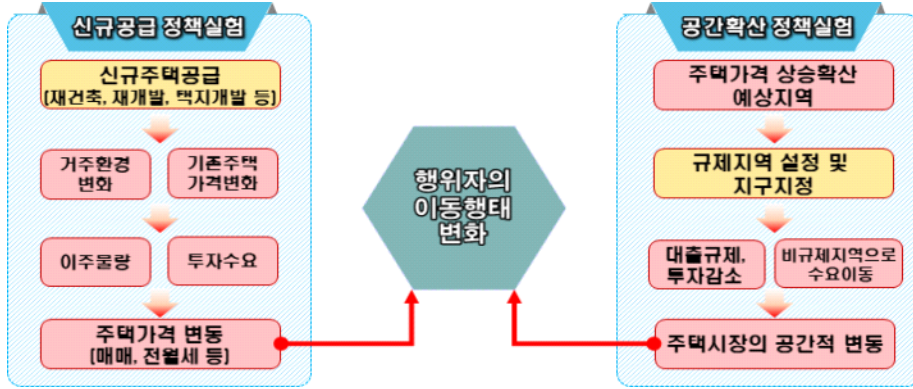 신규공급 정책실험
신규주택공급
(재건축, 재개발, 택지개발 등)
거주환경
변화
기존주택
가격변화
이주물량
투자수요
주택가격 변동
(매매, 전월세 등)
행위자의
이동행태
변화
공간확산 정책실험
주택가격 상승확산
예상지역
규제지역 설정 및
지구지정
대출규제,
투자감소
비규제지역으로
수요이동
주택시장의 공간적 변동